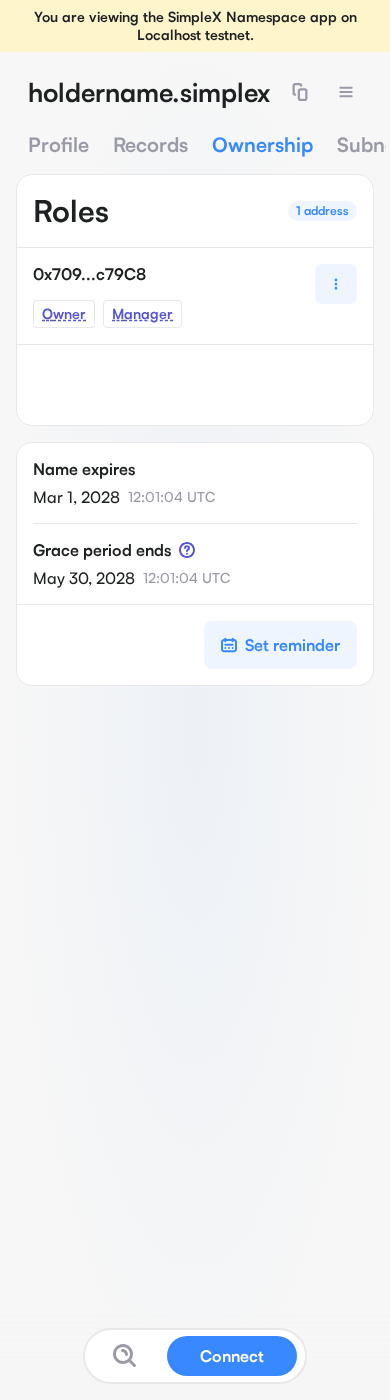 You are viewing the SimpleX Namespace app on
Localhost testnet.
holdername.simplex
Profile Records Ownership Subn
Roles
1 address
0x709...c79C8
Owner Manager
Name expires
Mar 1, 2028 12:01:04 UTC
Grace period ends
May 30, 2028 12:01:04 UTC
Set reminder
Connect